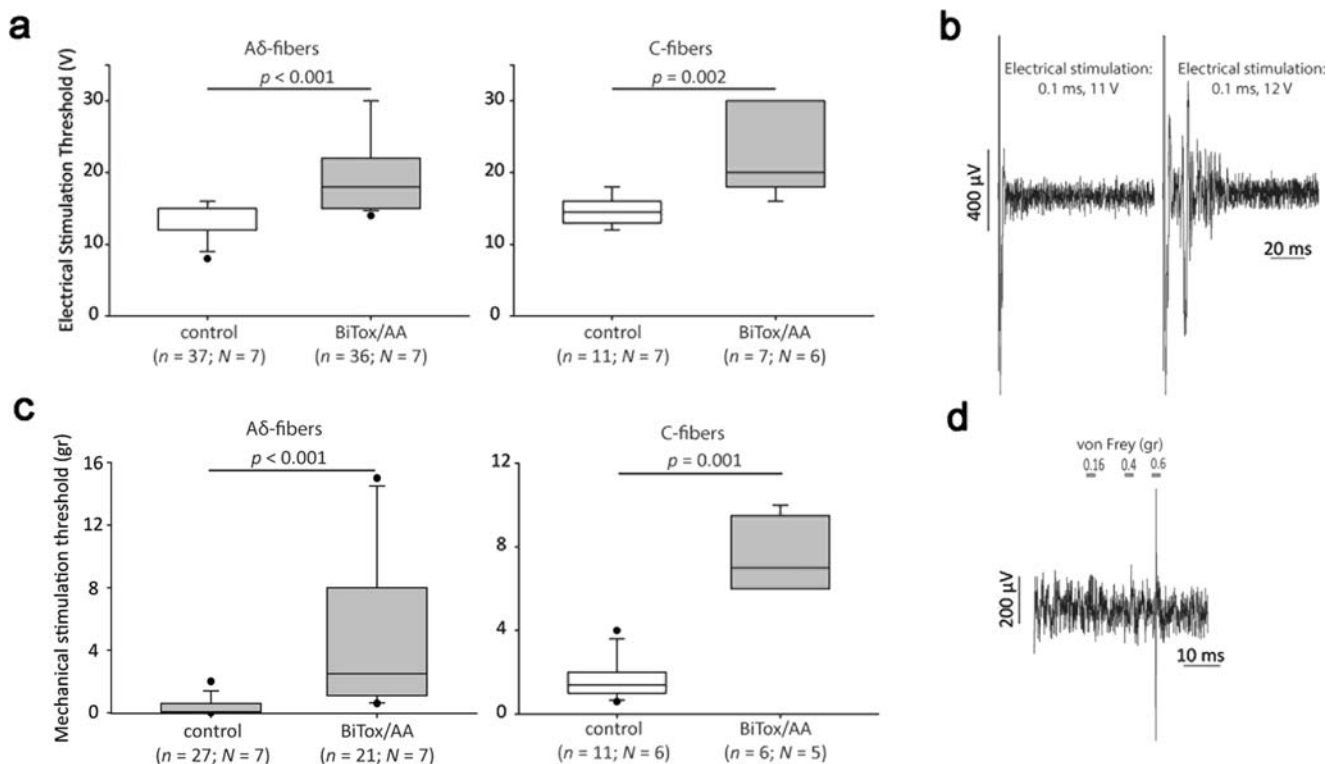 a
Aδ-fibers
p < 0.001
Electrical Stimulation Threshold (V)
30
20
10
0
control
(n = 37; N = 7)
BiTox/AA
(n = 36; N = 7)
C-fibers
p = 0.002
30
20
10
0
control
(n = 11; N = 7)
BiTox/AA
(n = 7; N = 6)
b
Electrical stimulation:
0.1 ms, 11 V
Electrical stimulation:
0.1 ms, 12 V
400 µV
20 ms
c
Aδ-fibers
p < 0.001
Mechanical stimulation threshold (gr)
16
12
8
4
0
control
(n = 27; N = 7)
BiTox/AA
(n = 21; N = 7)
C-fibers
p = 0.001
12
8
4
0
control
(n = 11; N = 6)
BiTox/AA
(n = 6; N = 5)
d
von Frey (gr)
0.16 0.4 0.6
200 µV
10 ms